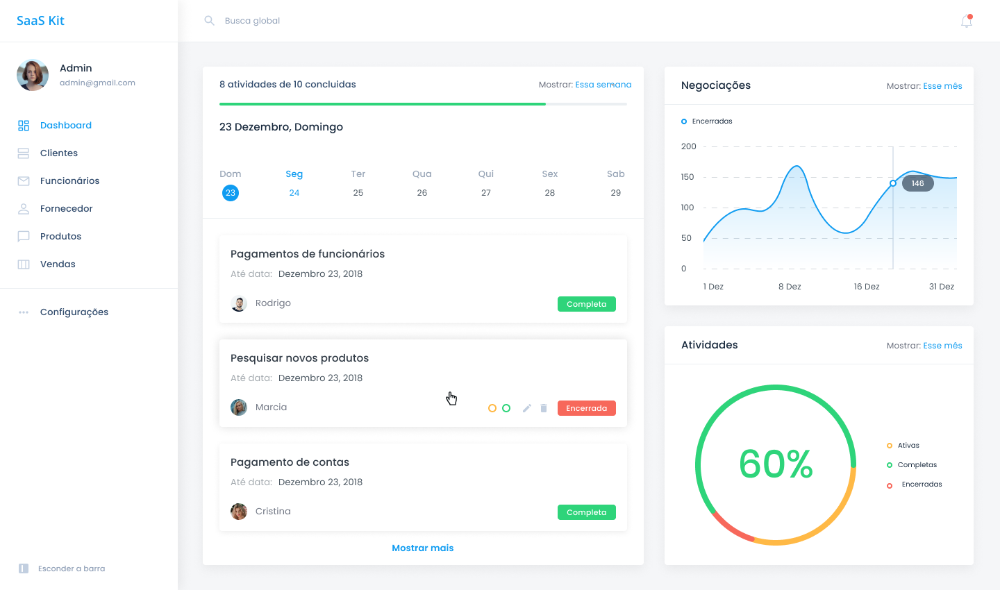 SaaS Kit
Busca global
Admin
admin@gmail.com
Dashboard
Clientes
Funcionários
Fornecedor
Produtos
Vendas
Configurações
Esconder a barra
8 atividades de 10 concluidas
Mostrar: Essa semana
23 Dezembro, Domingo
Dom Seg Ter Qua Qui Sex Sab
23 24 25 26 27 28 29
Pagamentos de funcionários
Até data: Dezembro 23, 2018
Rodrigo
Completa
Pesquisar novos produtos
Até data: Dezembro 23, 2018
Marcia
Encerrada
Pagamento de contas
Até data: Dezembro 23, 2018
Cristina
Completa
Mostrar mais
Negociações
Mostrar: Esse mês
Encerradas
200
150
146
100
50
0
1 Dez 8 Dez 16 Dez 31 Dez
Atividades
Mostrar: Esse mês
60%
Ativas
Completas
Encerradas